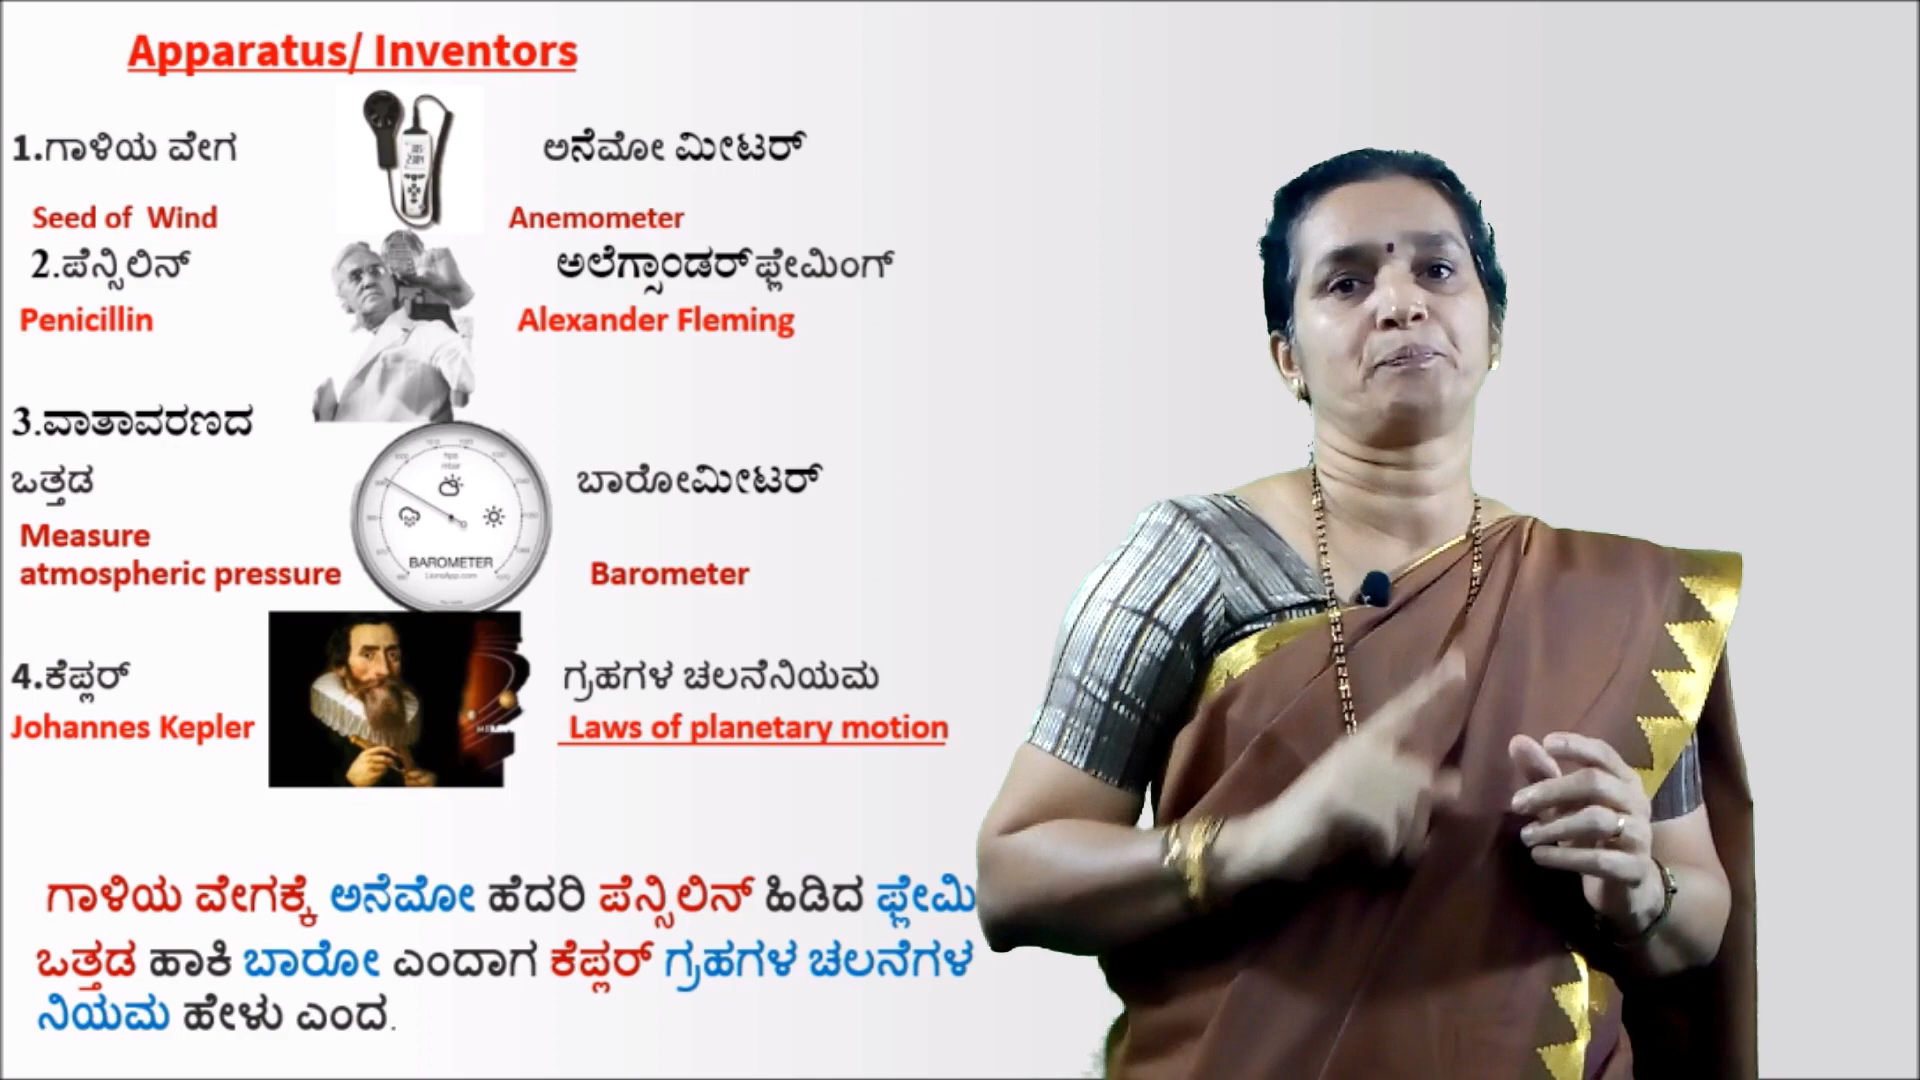 Apparatus/ Inventors
1.ಗಾಳಿಯ ವೇಗ ಅನೆಮೋ ಮೀಟರ್
Seed of Wind Anemometer
2.ಪೆನ್ಸಿಲಿನ್ ಅಲೆಗ್ಸಾಂಡರ್ ಫ್ಲೇಮಿಂಗ್
Penicillin Alexander Fleming
3.ವಾತಾವರಣದ
ಒತ್ತಡ ಬಾರೋಮೀಟರ್
Measure
atmospheric pressure Barometer
BAROMETER
4.ಕೆಪ್ಲರ್ ಗ್ರಹಗಳ ಚಲನೆನಿಯಮ
Johannes Kepler Laws of planetary motion
ಗಾಳಿಯ ವೇಗಕ್ಕೆ ಅನೆಮೋ ಹೆದರಿ ಪೆನ್ಸಿಲಿನ್ ಹಿಡಿದ ಫ್ಲೇಮಿ
ಒತ್ತಡ ಹಾಕಿ ಬಾರೋ ಎಂದಾಗ ಕೆಪ್ಲರ್ ಗ್ರಹಗಳ ಚಲನೆಗಳ
ನಿಯಮ ಹೇಳು ಎಂದ.